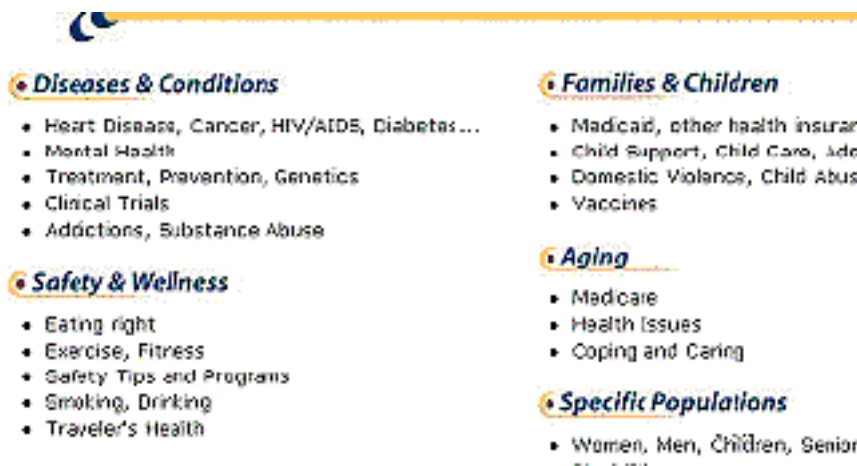 Diseases & Conditions
Heart Disease, Cancer, HIV/AIDS, Diabetes...
Mental Health
Treatment, Prevention, Genetics
Clinical Trials
Addictions, Substance Abuse
Safety & Wellness
Eating right
Exercise, Fitness
Safety Tips and Programs
Smoking, Drinking
Traveler's Health
Families & Children
Medicaid, other health insuran
Child Support, Child Care, Ado
Domestic Violence, Child Abus
Vaccines
Aging
Medicare
Health Issues
Coping and Caring
Specific Populations
Women, Men, Children, Senior